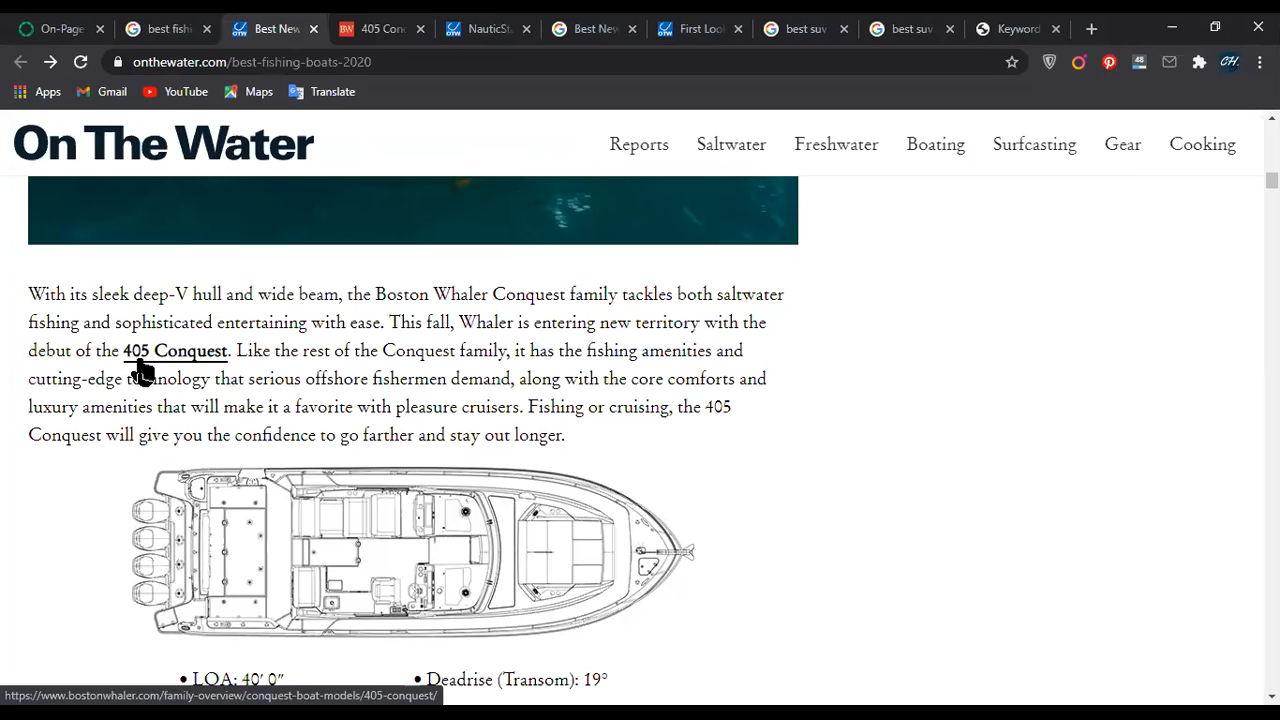 On-Page
best fishi
Best New
405 Conq
NauticSta
Best New
First Look
best suv
best suv
Keyword
onthewater.com/best-fishing-boats-2020
48
CH
Apps
Gmail
YouTube
Maps
Translate
On The Water
Reports
Saltwater
Freshwater
Boating
Surfcasting
Gear
Cooking
With its sleek deep-V hull and wide beam, the Boston Whaler Conquest family tackles both saltwater
fishing and sophisticated entertaining with ease. This fall, Whaler is entering new territory with the
debut of the 405 Conquest. Like the rest of the Conquest family, it has the fishing amenities and
cutting-edge technology that serious offshore fishermen demand, along with the core comforts and
luxury amenities that will make it a favorite with pleasure cruisers. Fishing or cruising, the 405
Conquest will give you the confidence to go farther and stay out longer.
• LOA: 40′ 0″
• Deadrise (Transom): 19°
https://www.bostonwhaler.com/family-overview/conquest-boat-models/405-conquest/